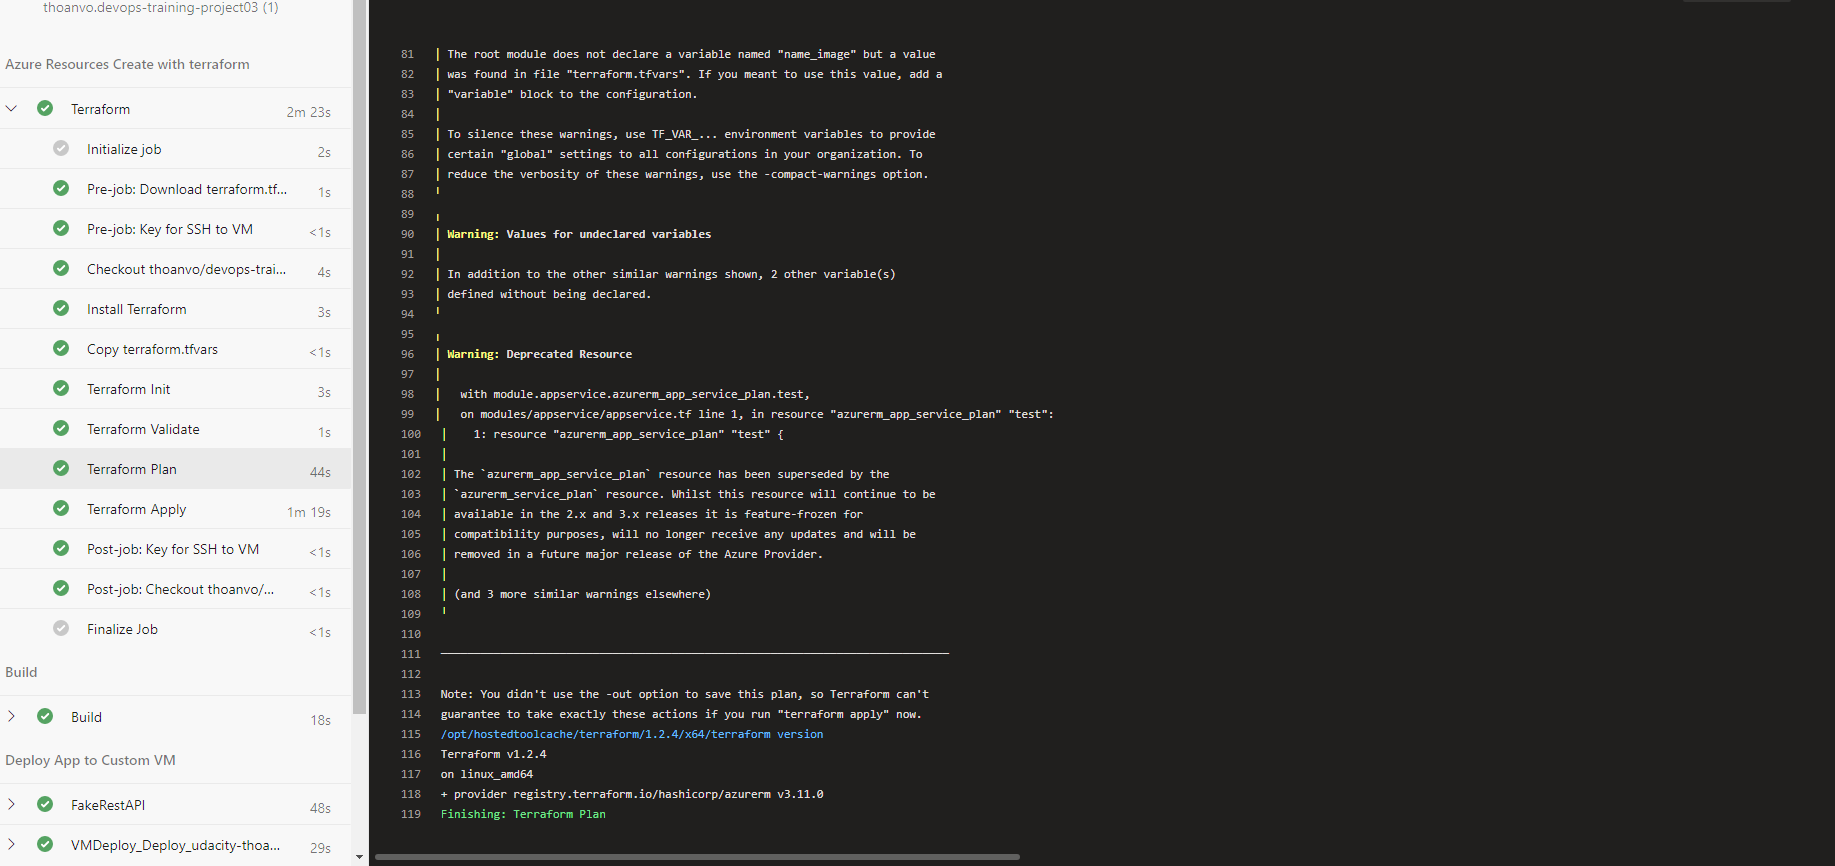 thoanvo.devops-training-project03 (1)
Azure Resources Create with terraform
Terraform 2m 23s
Initialize job 2s
Pre-job: Download terraform.tf... 1s
Pre-job: Key for SSH to VM <1s
Checkout thoanvo/devops-trai... 4s
Install Terraform 3s
Copy terraform.tfvars <1s
Terraform Init 3s
Terraform Validate 1s
Terraform Plan 44s
Terraform Apply 1m 19s
Post-job: Key for SSH to VM <1s
Post-job: Checkout thoanvo/... <1s
Finalize Job <1s
Build
Build 18s
Deploy App to Custom VM
FakeRestAPI 48s
VMDeploy_Deploy_udacity-thoa... 29s
81 │ The root module does not declare a variable named "name_image" but a value
82 │ was found in file "terraform.tfvars". If you meant to use this value, add a
83 │ "variable" block to the configuration.
84 │
85 │ To silence these warnings, use TF_VAR_... environment variables to provide
86 │ certain "global" settings to all configurations in your organization. To
87 │ reduce the verbosity of these warnings, use the -compact-warnings option.
88 ╵
89 ╷
90 │ Warning: Values for undeclared variables
91 │
92 │ In addition to the other similar warnings shown, 2 other variable(s)
93 │ defined without being declared.
94 ╵
95 ╷
96 │ Warning: Deprecated Resource
97 │
98 │   with module.appservice.azurerm_app_service_plan.test,
99 │   on modules/appservice/appservice.tf line 1, in resource "azurerm_app_service_plan" "test":
100 │    1: resource "azurerm_app_service_plan" "test" {
101 │
102 │ The `azurerm_app_service_plan` resource has been superseded by the
103 │ `azurerm_service_plan` resource. Whilst this resource will continue to be
104 │ available in the 2.x and 3.x releases it is feature-frozen for
105 │ compatibility purposes, will no longer receive any updates and will be
106 │ removed in a future major release of the Azure Provider.
107 │
108 │ (and 3 more similar warnings elsewhere)
109 ╵
110
111 ─────────────────────────────────────────────────────────────────────────────
112
113 Note: You didn't use the -out option to save this plan, so Terraform can't
114 guarantee to take exactly these actions if you run "terraform apply" now.
115 /opt/hostedtoolcache/terraform/1.2.4/x64/terraform version
116 Terraform v1.2.4
117 on linux_amd64
118 + provider registry.terraform.io/hashicorp/azurerm v3.11.0
119 Finishing: Terraform Plan